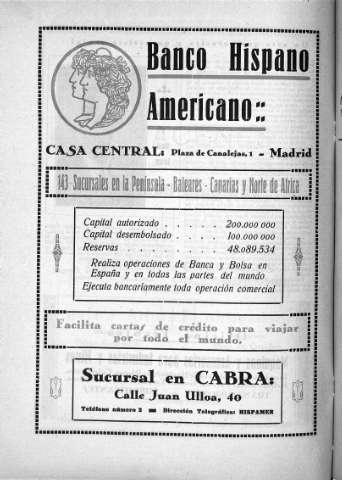 Banco Hispano
Americano::
CASA CENTRAL: Plaza de Canalejas, 1 - Madrid
143 Sucursales en la Península - Baleares - Canarias y Norte de Africa
Capital autorizado . . . . . 200.000.000
Capital desembolsado . . . . 100.000.000
Reservas . . . . . . 48.089.534
Realiza operaciones de Banca y Bolsa en
España y en todos las partes del mundo
Ejecuta bancariamente toda operación comercial
Facilita cartas de crédito para viajar
por todo el mundo.
Sucursal en CABRA:
Calle Juan Ulloa, 40
Teléfono número 2 - Dirección Telegráfica: HISPAMER